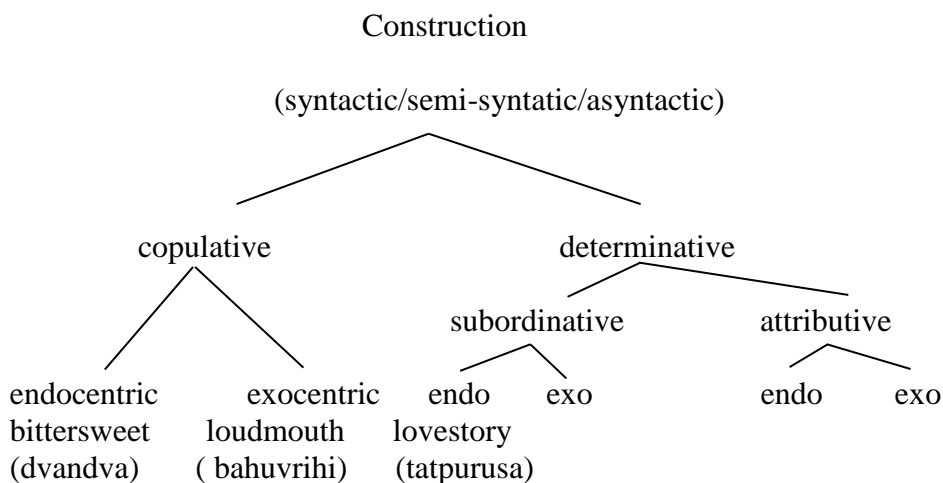 Construction
(syntactic/semi-syntatic/asyntactic)
copulative determinative
subordinative attributive
endocentric exocentric endo exo endo exo
bittersweet loudmouth lovestory
(dvandva) ( bahuvrihi) (tatpurusa)